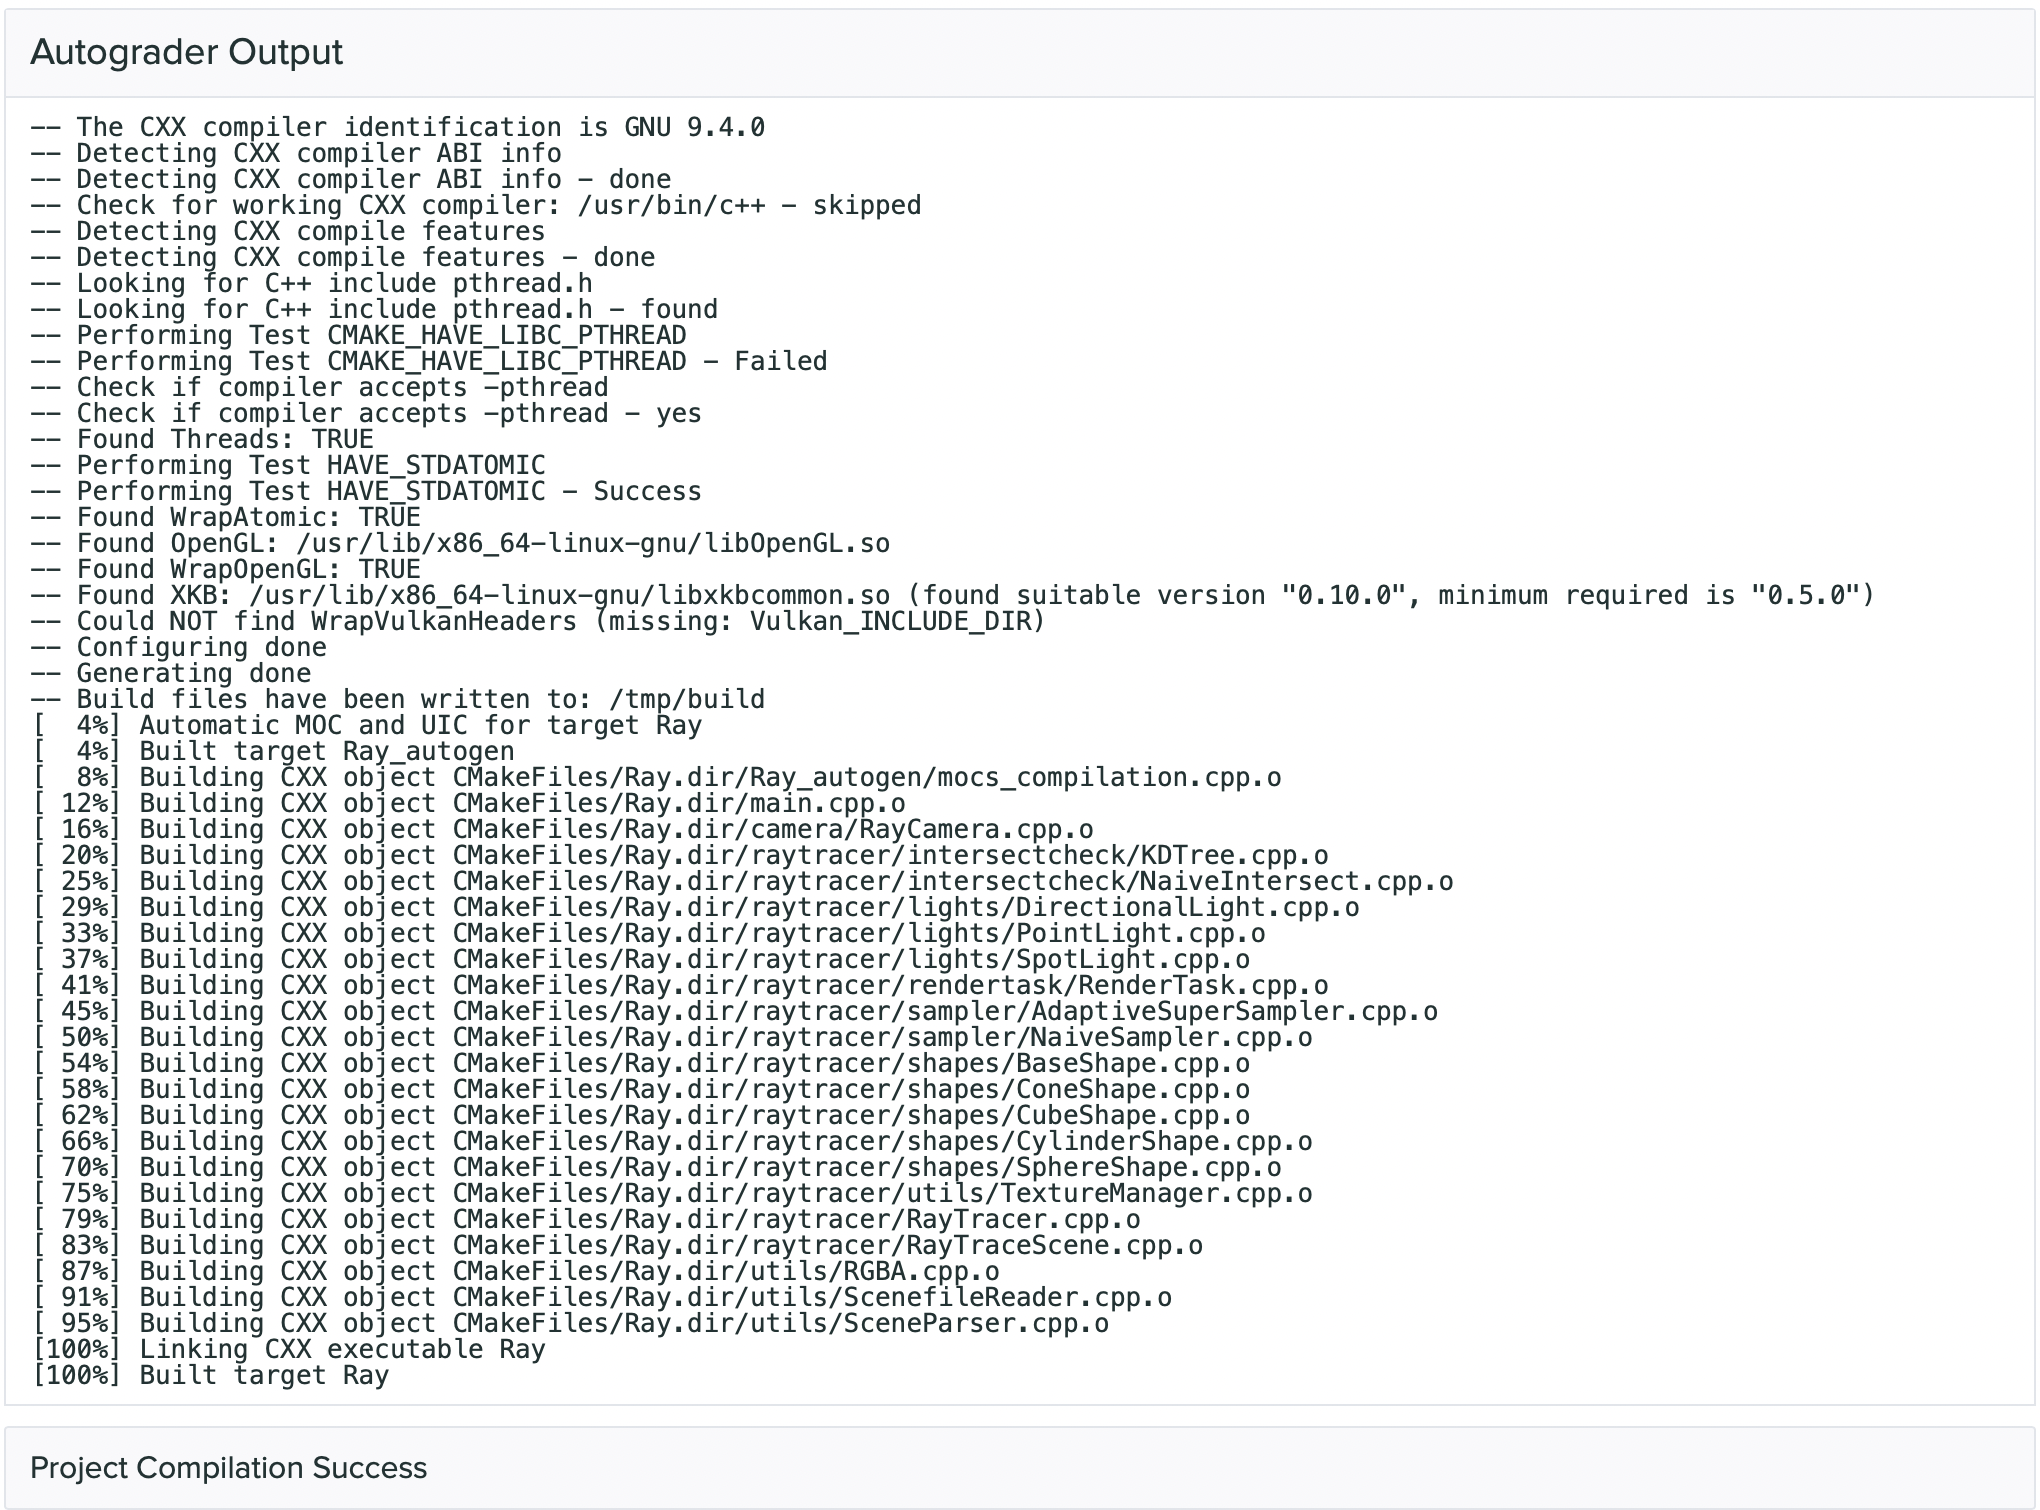 Autograder Output
-- The CXX compiler identification is GNU 9.4.0
-- Detecting CXX compiler ABI info
-- Detecting CXX compiler ABI info - done
-- Check for working CXX compiler: /usr/bin/c++ - skipped
-- Detecting CXX compile features
-- Detecting CXX compile features - done
-- Looking for C++ include pthread.h
-- Looking for C++ include pthread.h - found
-- Performing Test CMAKE_HAVE_LIBC_PTHREAD
-- Performing Test CMAKE_HAVE_LIBC_PTHREAD - Failed
-- Check if compiler accepts -pthread
-- Check if compiler accepts -pthread - yes
-- Found Threads: TRUE
-- Performing Test HAVE_STDATOMIC
-- Performing Test HAVE_STDATOMIC - Success
-- Found WrapAtomic: TRUE
-- Found OpenGL: /usr/lib/x86_64-linux-gnu/libOpenGL.so
-- Found WrapOpenGL: TRUE
-- Found XKB: /usr/lib/x86_64-linux-gnu/libxkbcommon.so (found suitable version "0.10.0", minimum required is "0.5.0")
-- Could NOT find WrapVulkanHeaders (missing: Vulkan_INCLUDE_DIR)
-- Configuring done
-- Generating done
-- Build files have been written to: /tmp/build
[  4%] Automatic MOC and UIC for target Ray
[  4%] Built target Ray_autogen
[  8%] Building CXX object CMakeFiles/Ray.dir/Ray_autogen/mocs_compilation.cpp.o
[ 12%] Building CXX object CMakeFiles/Ray.dir/main.cpp.o
[ 16%] Building CXX object CMakeFiles/Ray.dir/camera/RayCamera.cpp.o
[ 20%] Building CXX object CMakeFiles/Ray.dir/raytracer/intersectcheck/KDTree.cpp.o
[ 25%] Building CXX object CMakeFiles/Ray.dir/raytracer/intersectcheck/NaiveIntersect.cpp.o
[ 29%] Building CXX object CMakeFiles/Ray.dir/raytracer/lights/DirectionalLight.cpp.o
[ 33%] Building CXX object CMakeFiles/Ray.dir/raytracer/lights/PointLight.cpp.o
[ 37%] Building CXX object CMakeFiles/Ray.dir/raytracer/lights/SpotLight.cpp.o
[ 41%] Building CXX object CMakeFiles/Ray.dir/raytracer/rendertask/RenderTask.cpp.o
[ 45%] Building CXX object CMakeFiles/Ray.dir/raytracer/sampler/AdaptiveSuperSampler.cpp.o
[ 50%] Building CXX object CMakeFiles/Ray.dir/raytracer/sampler/NaiveSampler.cpp.o
[ 54%] Building CXX object CMakeFiles/Ray.dir/raytracer/shapes/BaseShape.cpp.o
[ 58%] Building CXX object CMakeFiles/Ray.dir/raytracer/shapes/ConeShape.cpp.o
[ 62%] Building CXX object CMakeFiles/Ray.dir/raytracer/shapes/CubeShape.cpp.o
[ 66%] Building CXX object CMakeFiles/Ray.dir/raytracer/shapes/CylinderShape.cpp.o
[ 70%] Building CXX object CMakeFiles/Ray.dir/raytracer/shapes/SphereShape.cpp.o
[ 75%] Building CXX object CMakeFiles/Ray.dir/raytracer/utils/TextureManager.cpp.o
[ 79%] Building CXX object CMakeFiles/Ray.dir/raytracer/RayTracer.cpp.o
[ 83%] Building CXX object CMakeFiles/Ray.dir/raytracer/RayTraceScene.cpp.o
[ 87%] Building CXX object CMakeFiles/Ray.dir/utils/RGBA.cpp.o
[ 91%] Building CXX object CMakeFiles/Ray.dir/utils/ScenefileReader.cpp.o
[ 95%] Building CXX object CMakeFiles/Ray.dir/utils/SceneParser.cpp.o
[100%] Linking CXX executable Ray
[100%] Built target Ray
Project Compilation Success